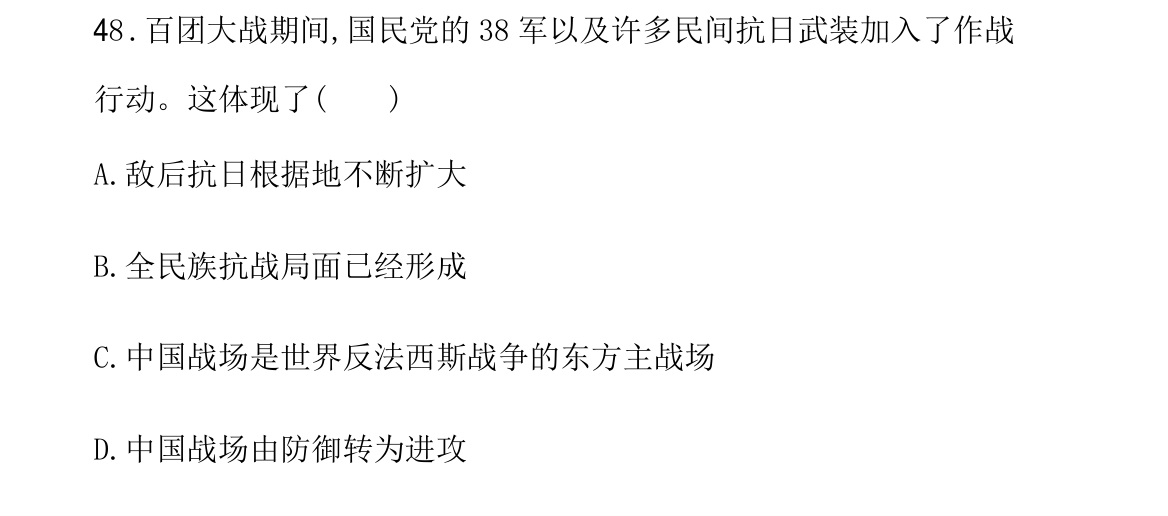 48.百团大战期间,国民党的 38 军以及许多民间抗日武装加入了作战
行动。这体现了(　　)
A.敌后抗日根据地不断扩大
B.全民族抗战局面已经形成
C.中国战场是世界反法西斯战争的东方主战场
D.中国战场由防御转为进攻